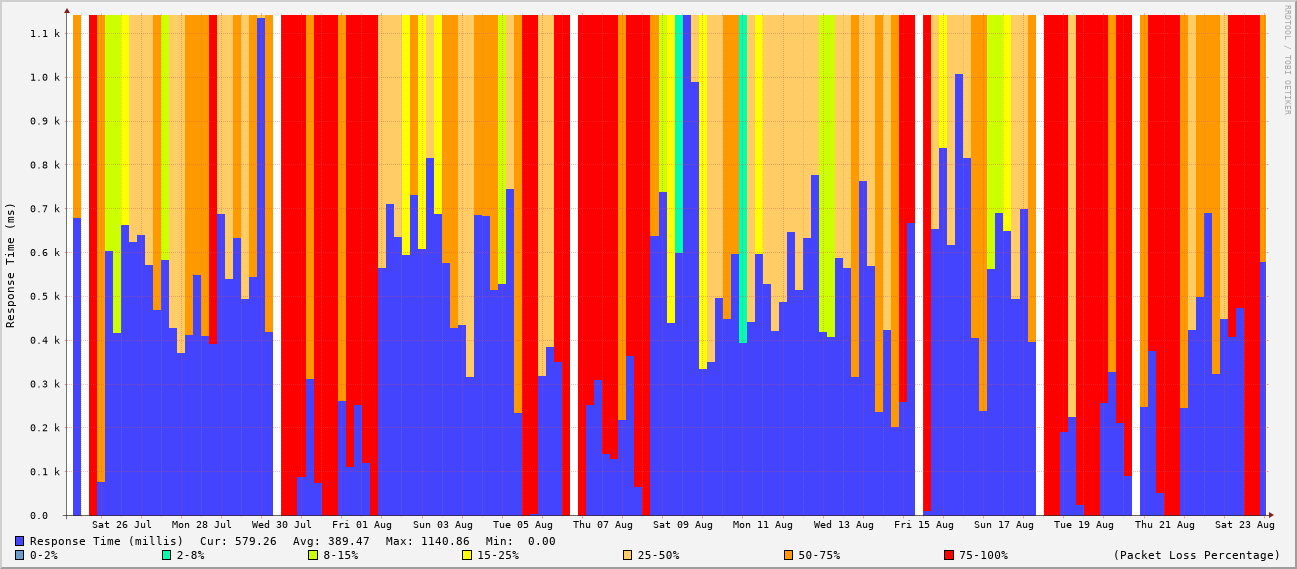 RRDTOOL / TOBI OETIKER
Response Time (ms)
1.1 k
1.0 k
0.9 k
0.8 k
0.7 k
0.6 k
0.5 k
0.4 k
0.3 k
0.2 k
0.1 k
0.0
Sat 26 Jul Mon 28 Jul Wed 30 Jul Fri 01 Aug Sun 03 Aug Tue 05 Aug Thu 07 Aug Sat 09 Aug Mon 11 Aug Wed 13 Aug Fri 15 Aug Sun 17 Aug Tue 19 Aug Thu 21 Aug Sat 23 Aug
Response Time (millis) Cur: 579.26 Avg: 389.47 Max: 1140.86 Min: 0.00
0-2% 2-8% 8-15% 15-25% 25-50% 50-75% 75-100% (Packet Loss Percentage)